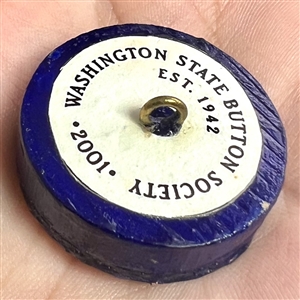 WASHINGTON STATE BUTTON SOCIETY
EST. 1942
• 2001 •